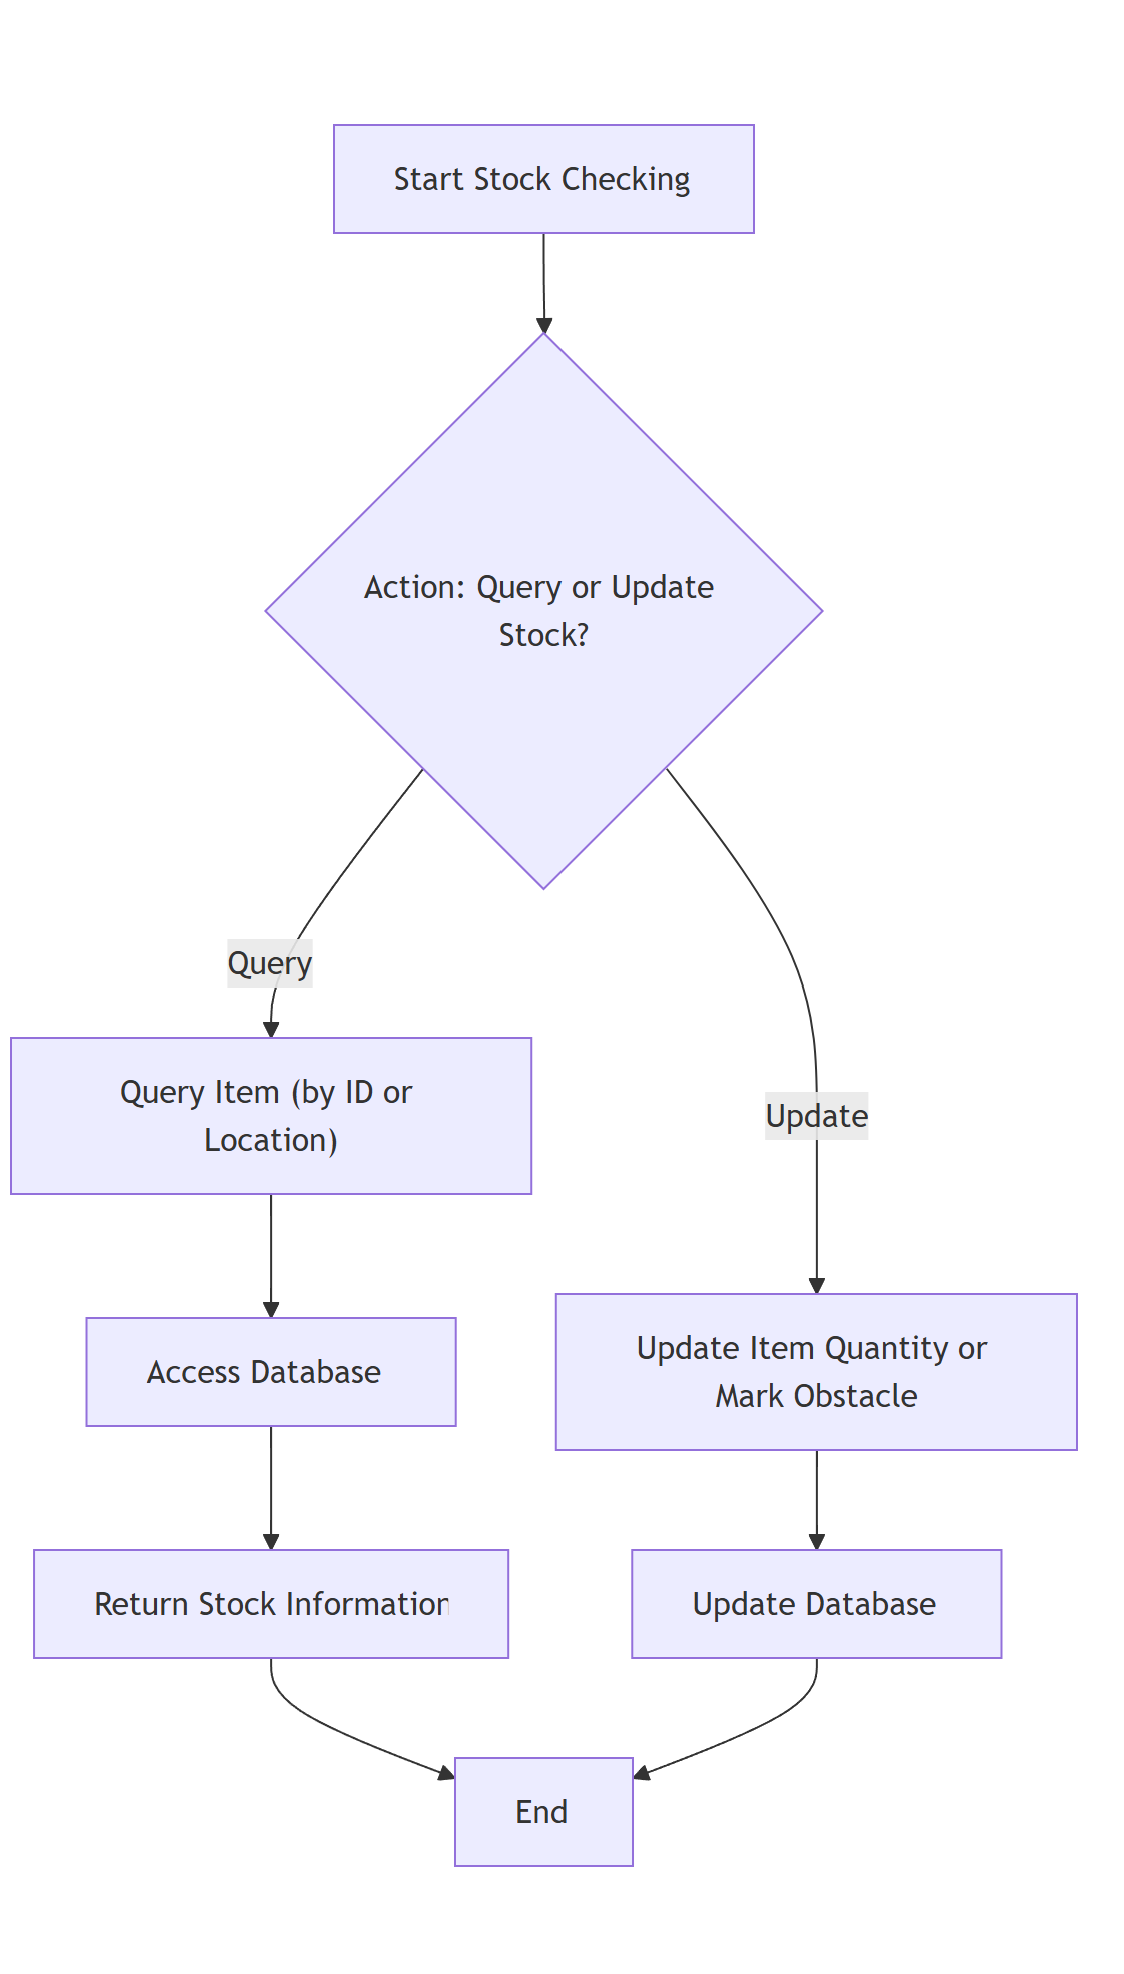 Start Stock Checking
Action: Query or Update
Stock?
Query
Query Item (by ID or
Location)
Update
Access Database
Update Item Quantity or
Mark Obstacle
Return Stock Information
Update Database
End